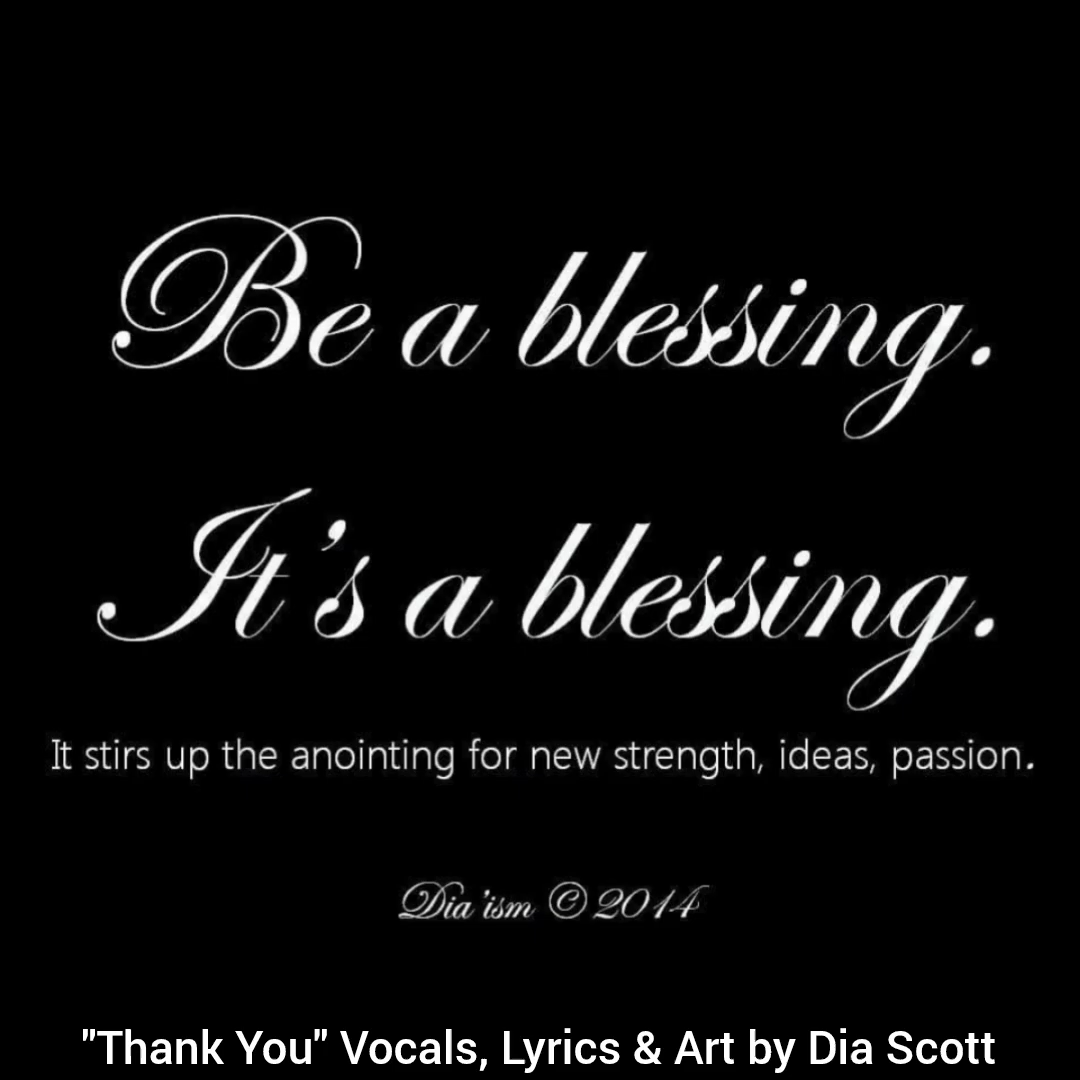 Be a blessing.
It's a blessing.
It stirs up the anointing for new strength, ideas, passion.
Dia'ism © 2014
"Thank You" Vocals, Lyrics & Art by Dia Scott